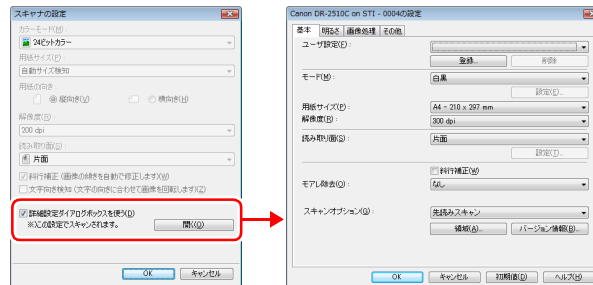 スキャナの設定
カラーモード(M):
24ビットカラー
用紙サイズ(P):
自動サイズ検知
用紙の向き:
縦向き(V)
横向き(H)
解像度(R):
200 dpi
読み取り面(S):
片面
斜行補正 (画像の傾きを自動で修正します)(W)
文字向き検知 (文字の向きに合わせて画像を回転します)(Z)
詳細設定ダイアログボックスを使う(D)
※)この設定でスキャンされます。
開く(O)
OK
キャンセル
Canon DR-2510C on STI - 0004の設定
基本
明るさ
画像処理
その他
ユーザ設定(F):
登録...
削除
モード(M):
白黒
設定(E)...
用紙サイズ(P):
A4 - 210 x 297 mm
解像度(R):
300 dpi
読み取り面(S):
片面
設定(T)...
斜行補正(W)
モアレ除去(O):
なし
スキャンオプション(G):
先読みスキャン
領域(A)...
バージョン情報(B)...
OK
キャンセル
初期値(D)
ヘルプ(H)